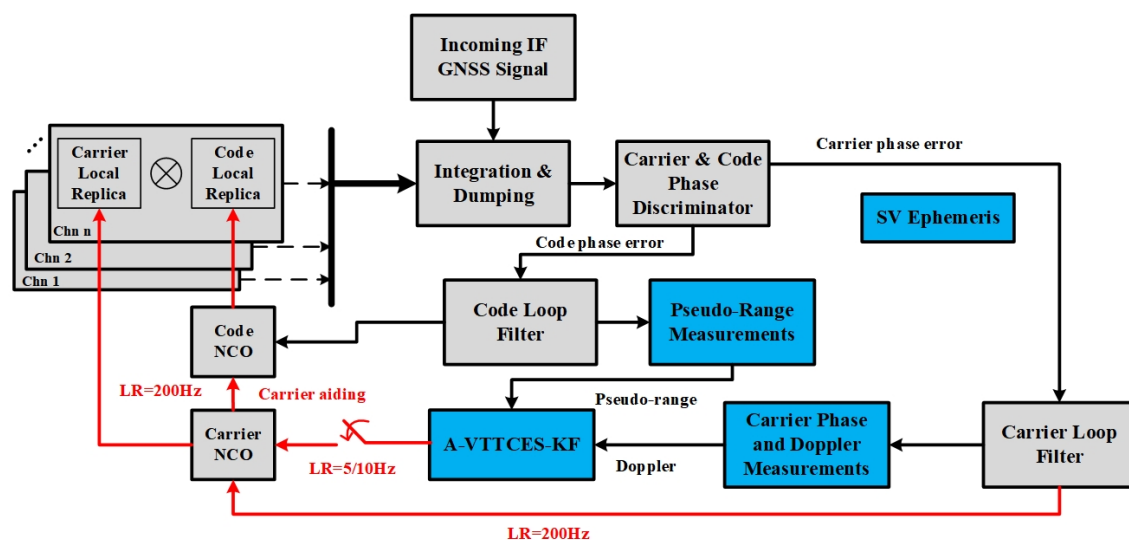 Incoming IF
GNSS Signal
Carrier
Local
Replica
Code
Local
Replica
Chn n
Chn 2
Chn 1
Integration &
Dumping
Carrier & Code
Phase
Discriminator
Carrier phase error
SV Ephemeris
Code phase error
Code Loop
Filter
Pseudo-Range
Measurements
Code
NCO
LR=200Hz
Carrier aiding
Pseudo-range
Carrier
NCO
LR=5/10Hz
A-VTTCES-KF
Doppler
Carrier Phase
and Doppler
Measurements
Carrier Loop
Filter
LR=200Hz